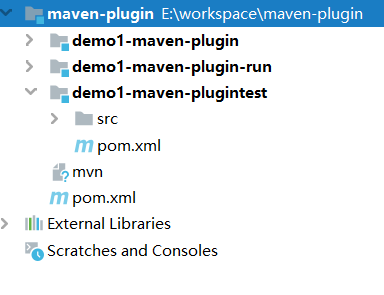 maven-plugin E:\workspace\maven-plugin
demo1-maven-plugin
demo1-maven-plugin-run
demo1-maven-plugintest
src
pom.xml
mvn
pom.xml
External Libraries
Scratches and Consoles